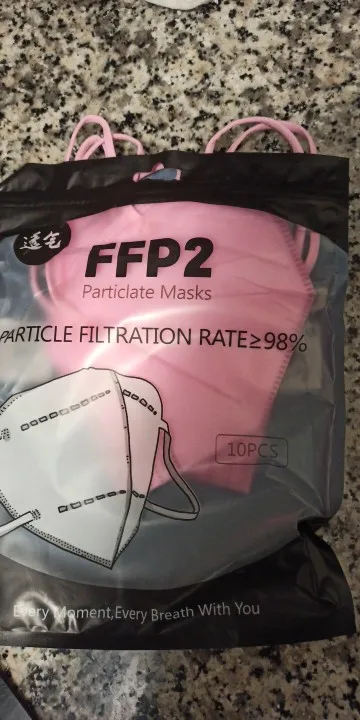 FFP2
Particlate Masks
PARTICLE FILTRATION RATE≥98%
10PCS
Every Moment,Every Breath With You